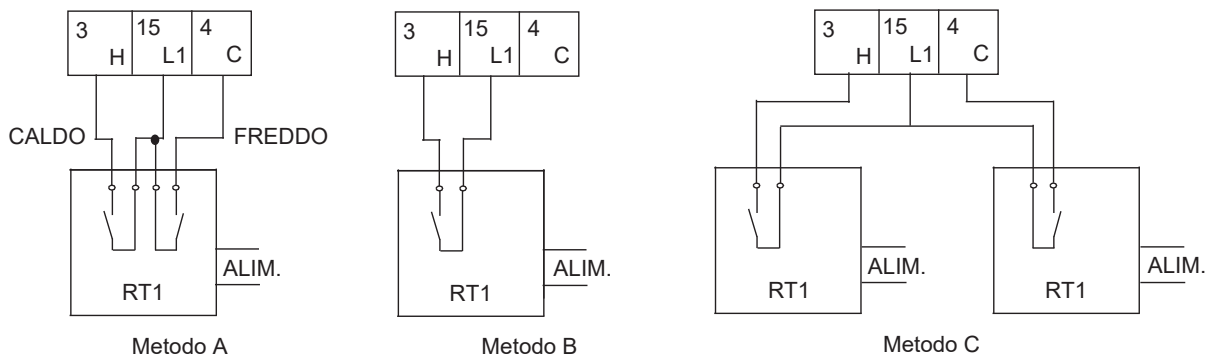 3 H 15 L1 4 C
CALDO
FREDDO
RT1
ALIM.
Metodo A
3 H 15 L1 4 C
RT1
ALIM.
Metodo B
3 H 15 L1 4 C
RT1
ALIM.
RT1
ALIM.
Metodo C